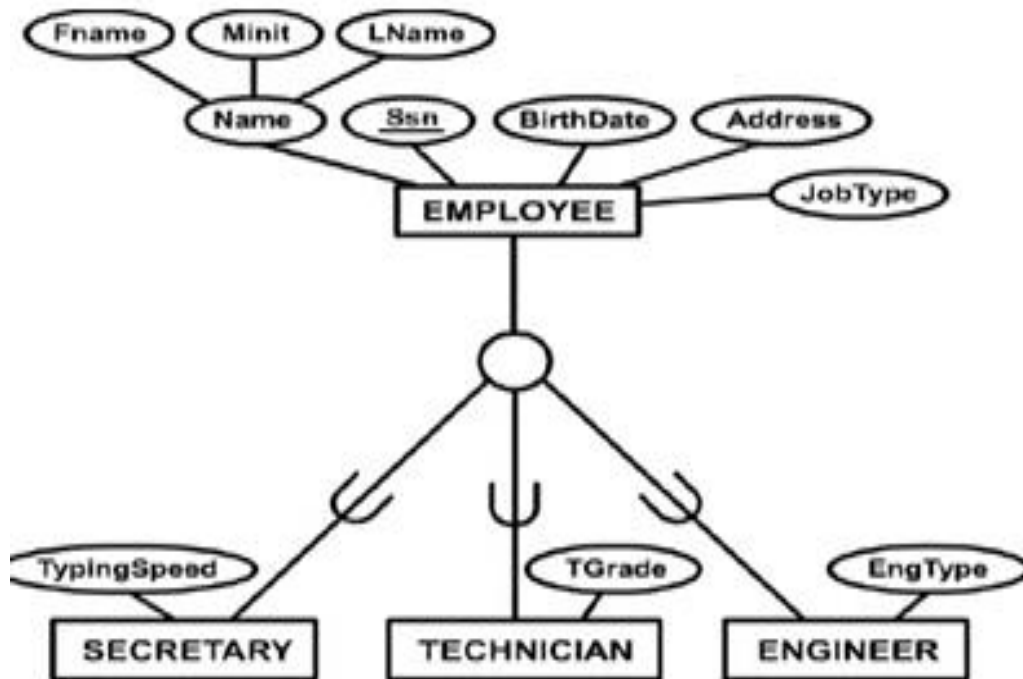 Fname Minit LName
Name Ssn BirthDate Address
JobType
EMPLOYEE
TypingSpeed TGrade EngType
SECRETARY TECHNICIAN ENGINEER